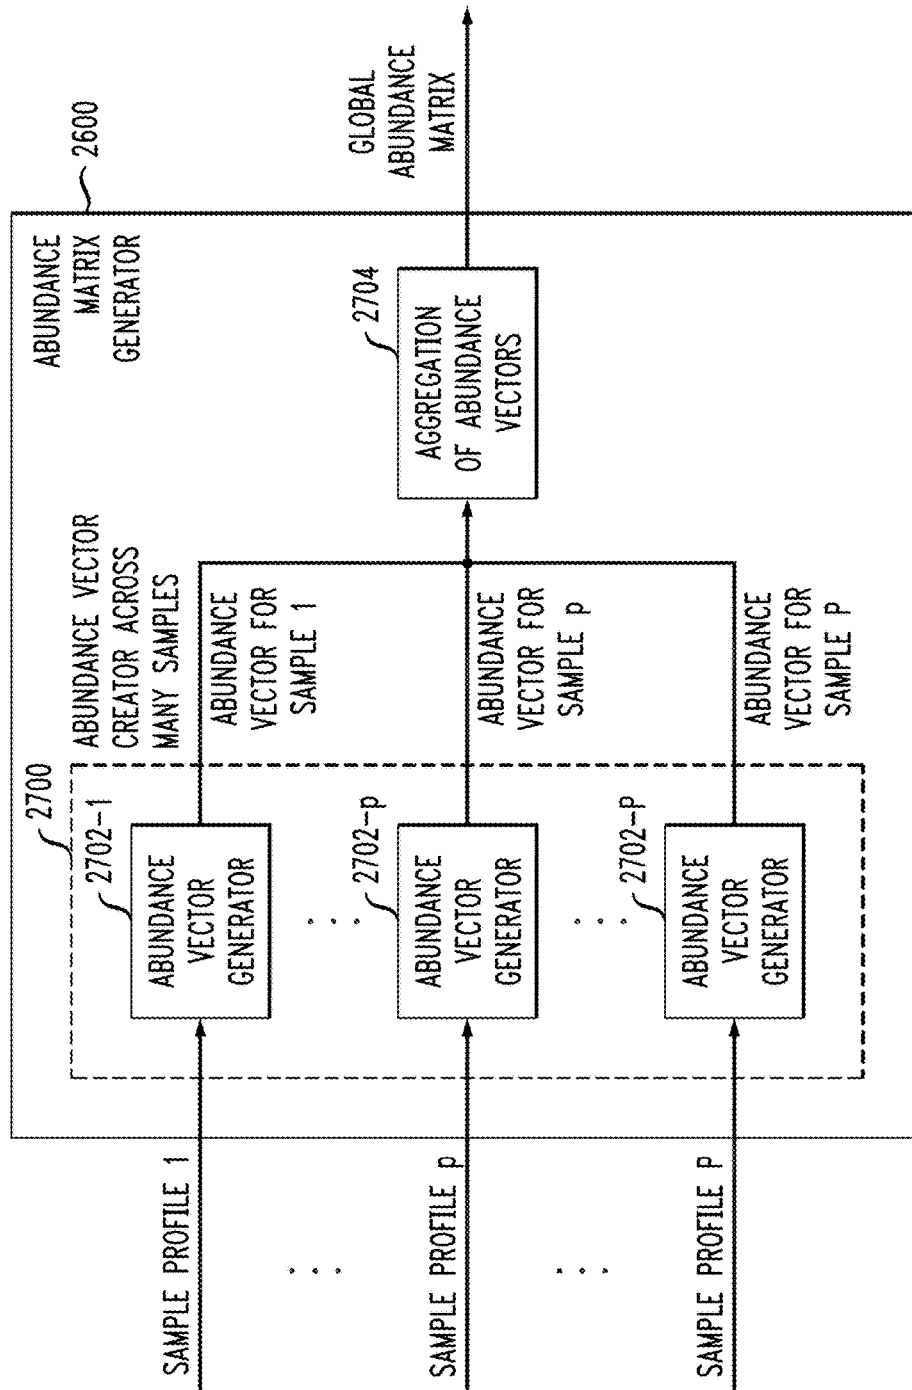 2600
ABUNDANCE
MATRIX
GENERATOR
2700
ABUNDANCE VECTOR
CREATOR ACROSS
MANY SAMPLES
SAMPLE PROFILE 1
2702-1
ABUNDANCE
VECTOR
GENERATOR
ABUNDANCE
VECTOR FOR
SAMPLE 1
. . .
. . .
SAMPLE PROFILE p
2702-p
ABUNDANCE
VECTOR
GENERATOR
ABUNDANCE
VECTOR FOR
SAMPLE p
2704
AGGREGATION
OF ABUNDANCE
VECTORS
GLOBAL
ABUNDANCE
MATRIX
. . .
. . .
SAMPLE PROFILE P
2702-P
ABUNDANCE
VECTOR
GENERATOR
ABUNDANCE
VECTOR FOR
SAMPLE P